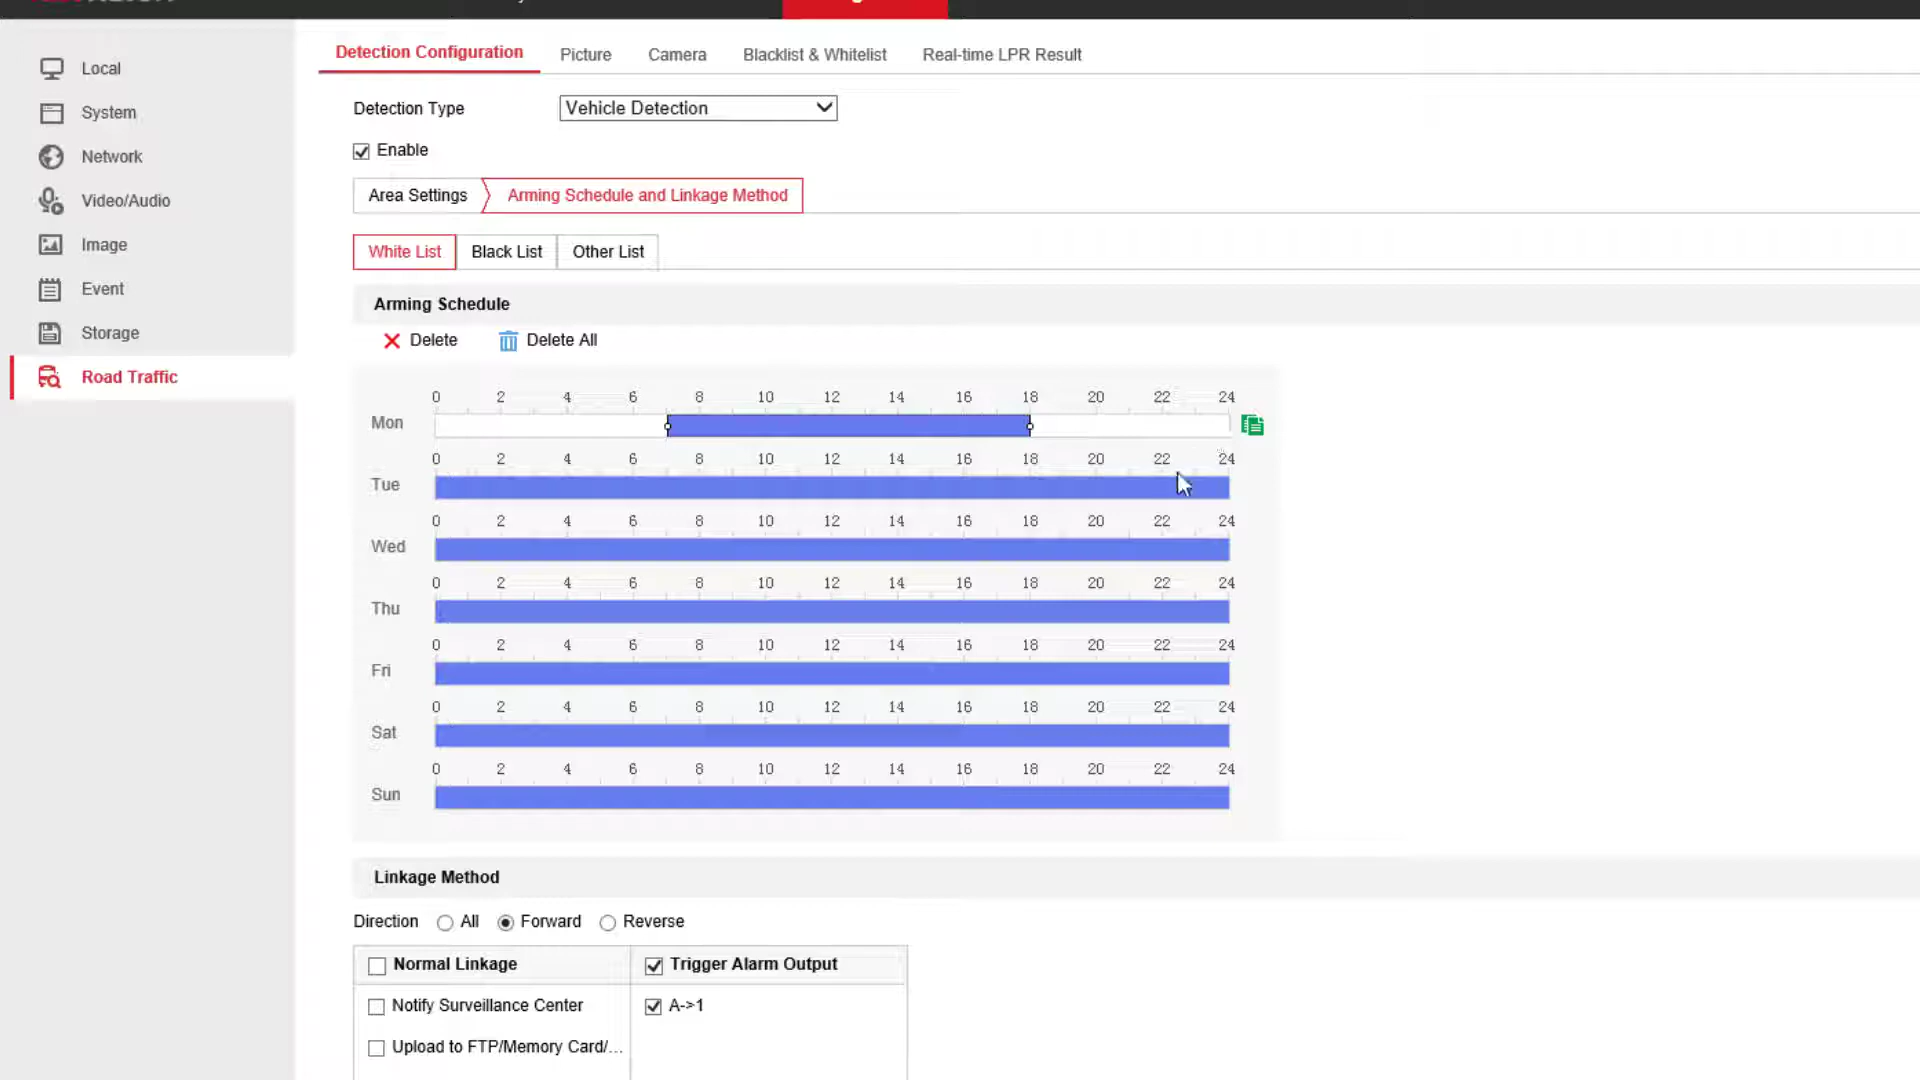 Detection Configuration Picture Camera Blacklist & Whitelist Real-time LPR Result
Local
System
Network
Video/Audio
Image
Event
Storage
Road Traffic
Detection Type Vehicle Detection
Enable
Area Settings Arming Schedule and Linkage Method
White List Black List Other List
Arming Schedule
Delete Delete All
0 2 4 6 8 10 12 14 16 18 20 22 24
Mon
0 2 4 6 8 10 12 14 16 18 20 22 24
Tue
0 2 4 6 8 10 12 14 16 18 20 22 24
Wed
0 2 4 6 8 10 12 14 16 18 20 22 24
Thu
0 2 4 6 8 10 12 14 16 18 20 22 24
Fri
0 2 4 6 8 10 12 14 16 18 20 22 24
Sat
0 2 4 6 8 10 12 14 16 18 20 22 24
Sun
Linkage Method
Direction All Forward Reverse
Normal Linkage Trigger Alarm Output
Notify Surveillance Center A->1
Upload to FTP/Memory Card/...